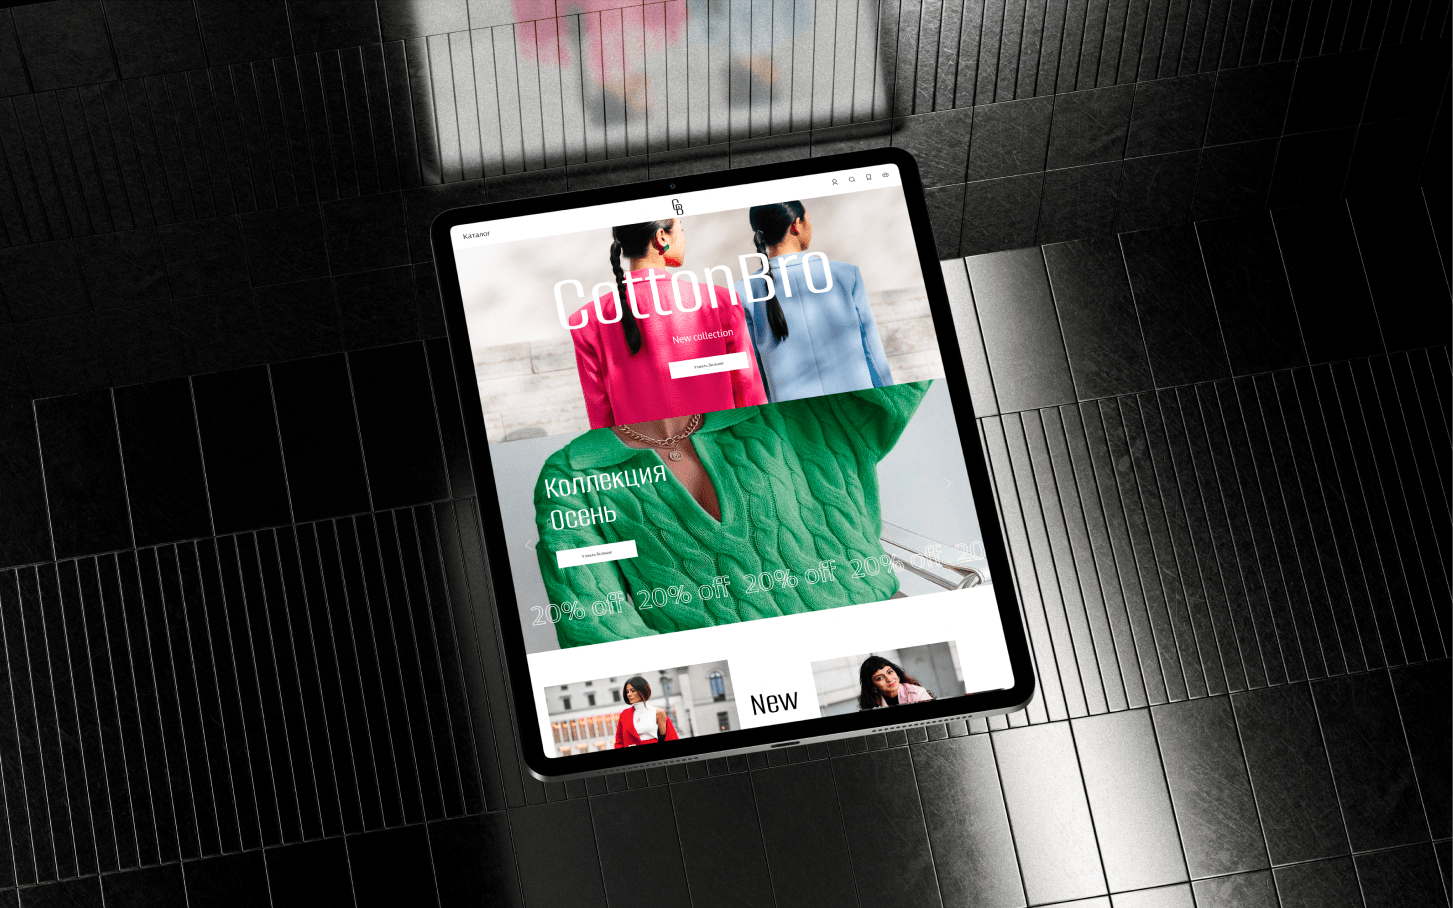 Каталог
CB
CottonBro
New collection
Узнать больше
Коллекция
Осень
Узнать больше
20% off 20% off 20% off 20% off 20
New